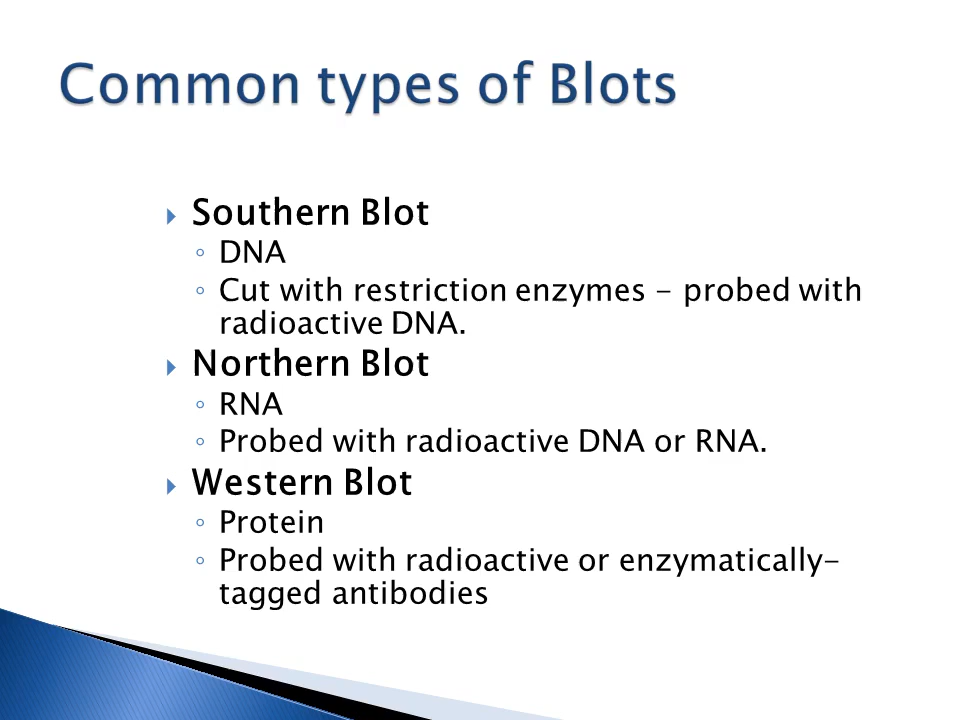 Common types of Blots
Southern Blot
DNA
Cut with restriction enzymes - probed with
radioactive DNA.
Northern Blot
RNA
Probed with radioactive DNA or RNA.
Western Blot
Protein
Probed with radioactive or enzymatically-
tagged antibodies